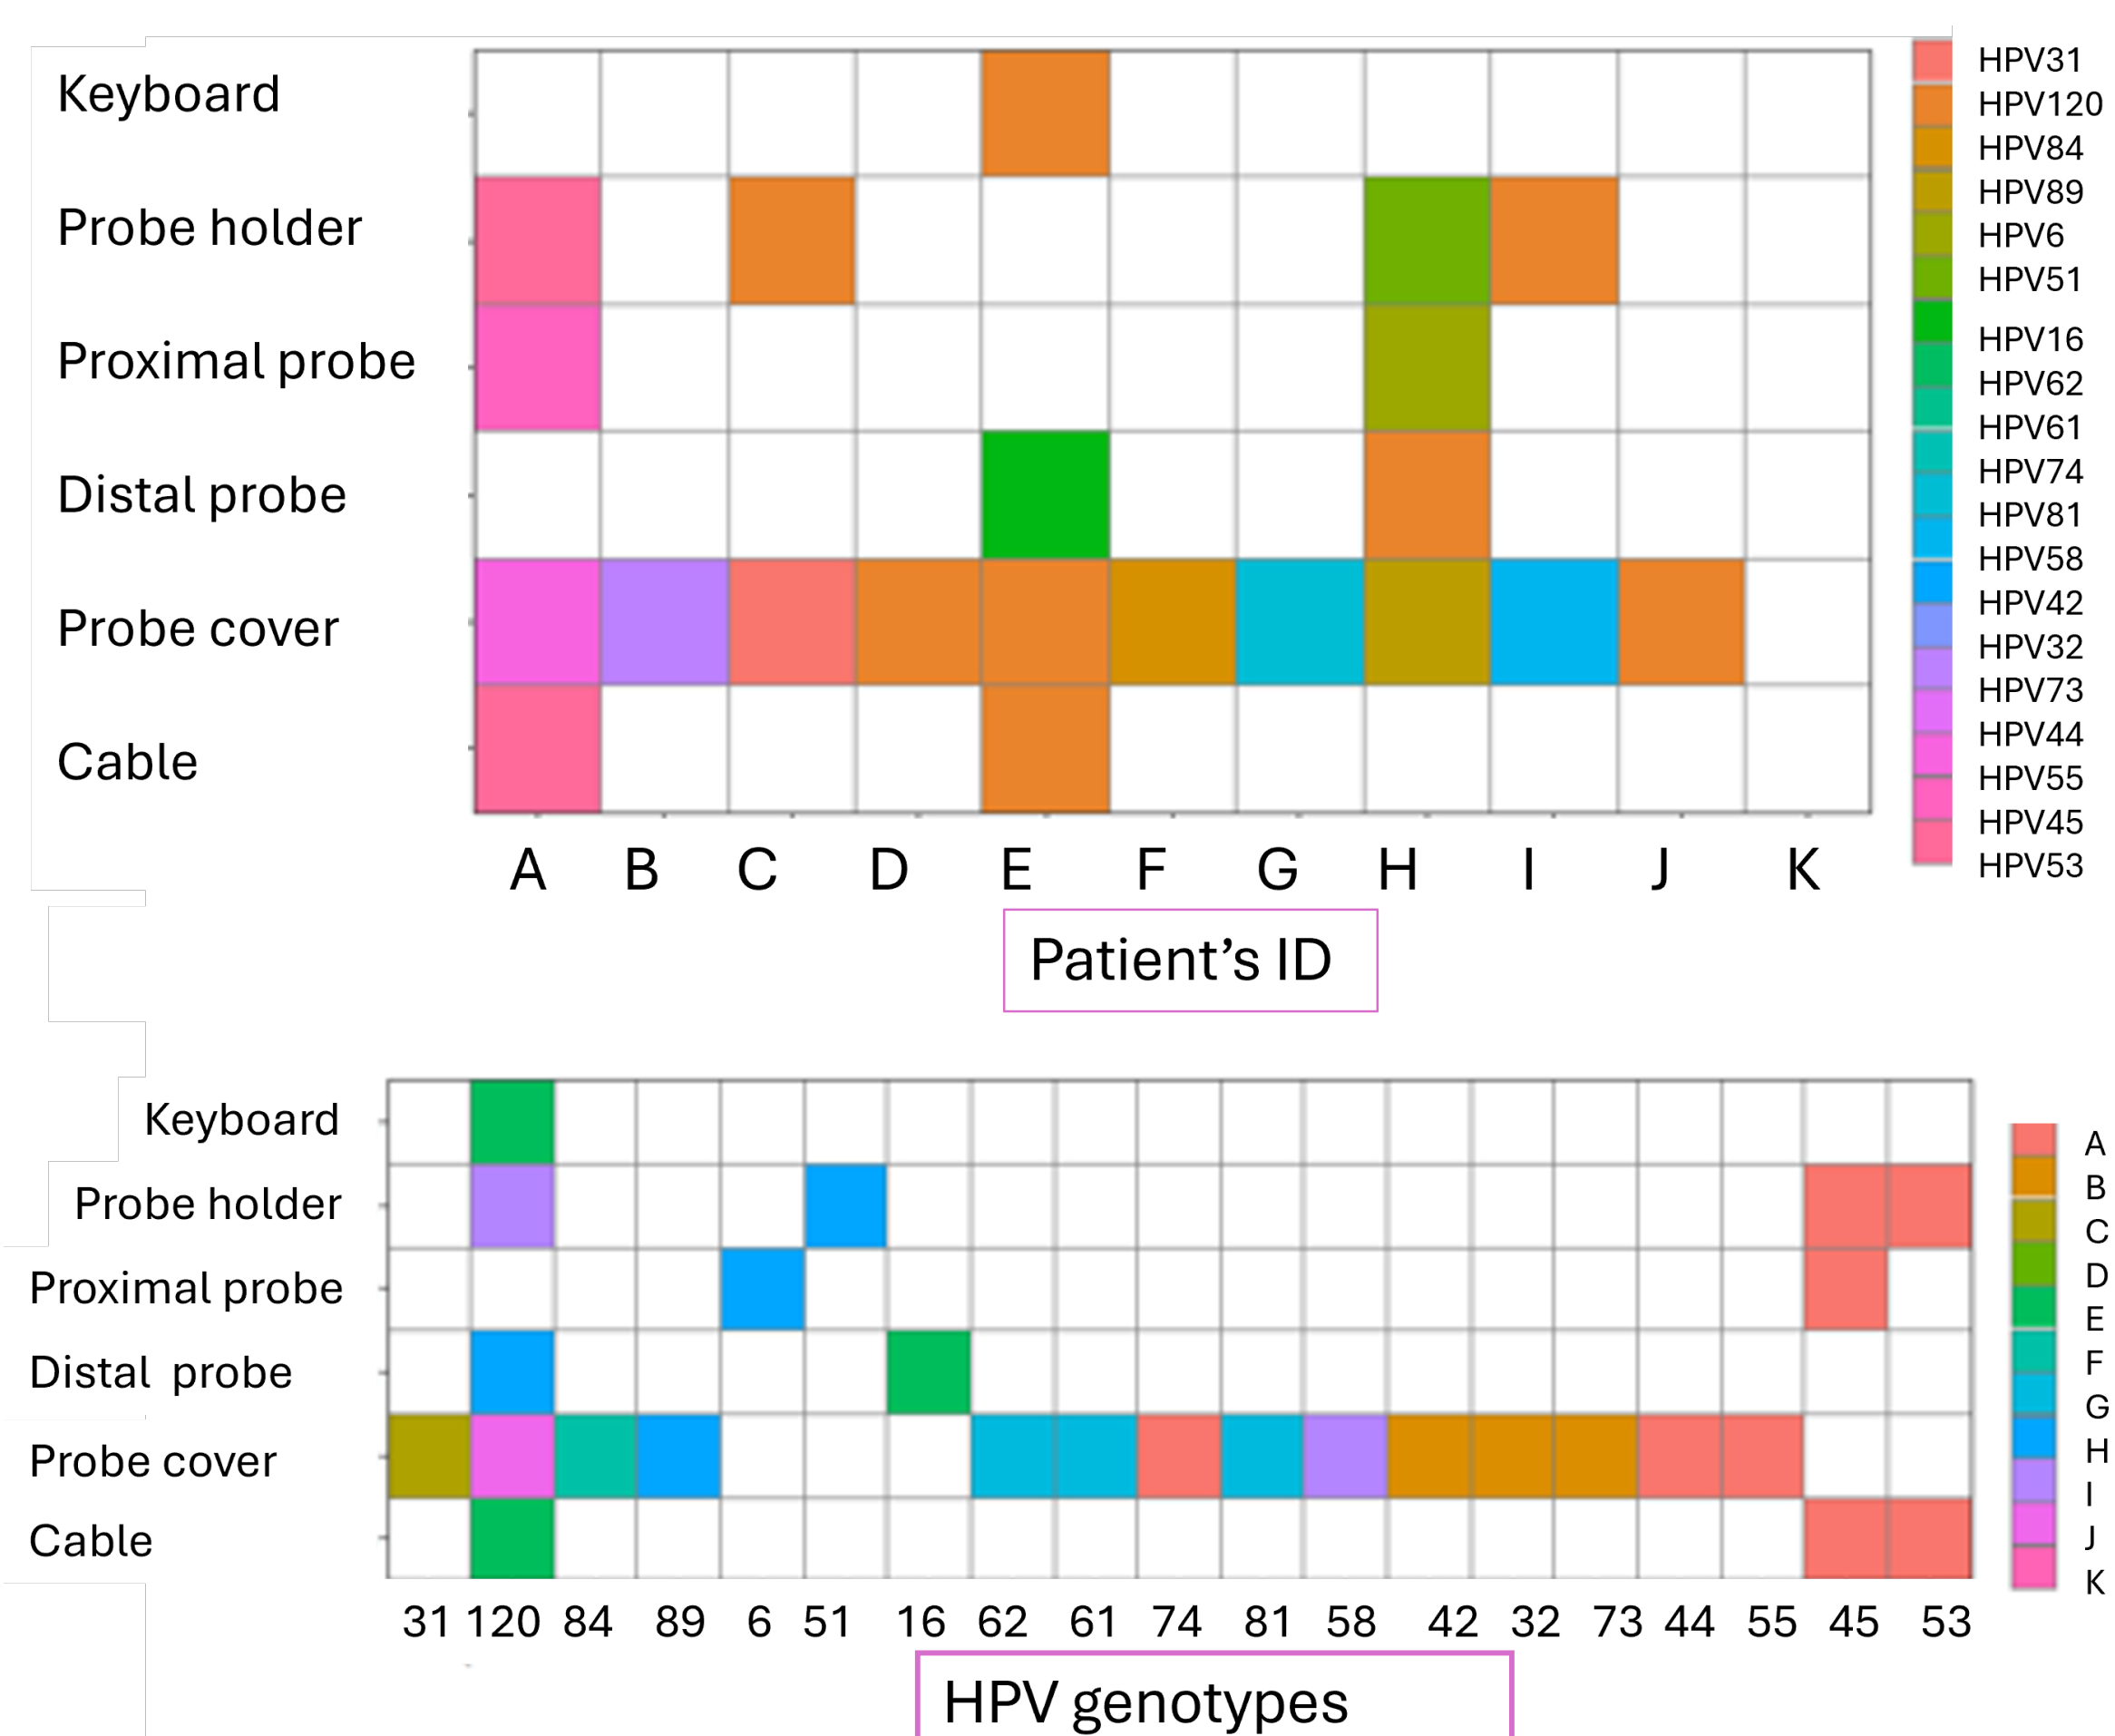 Keyboard
Probe holder
Proximal probe
Distal probe
Probe cover
Cable
A B C D E F G H I J K
Patient’s ID
HPV31
HPV120
HPV84
HPV89
HPV6
HPV51
HPV16
HPV62
HPV61
HPV74
HPV81
HPV58
HPV42
HPV32
HPV73
HPV44
HPV55
HPV45
HPV53
Keyboard
Probe holder
Proximal probe
Distal probe
Probe cover
Cable
31 120 84 89 6 51 16 62 61 74 81 58 42 32 73 44 55 45 53
HPV genotypes
A
B
C
D
E
F
G
H
I
J
K